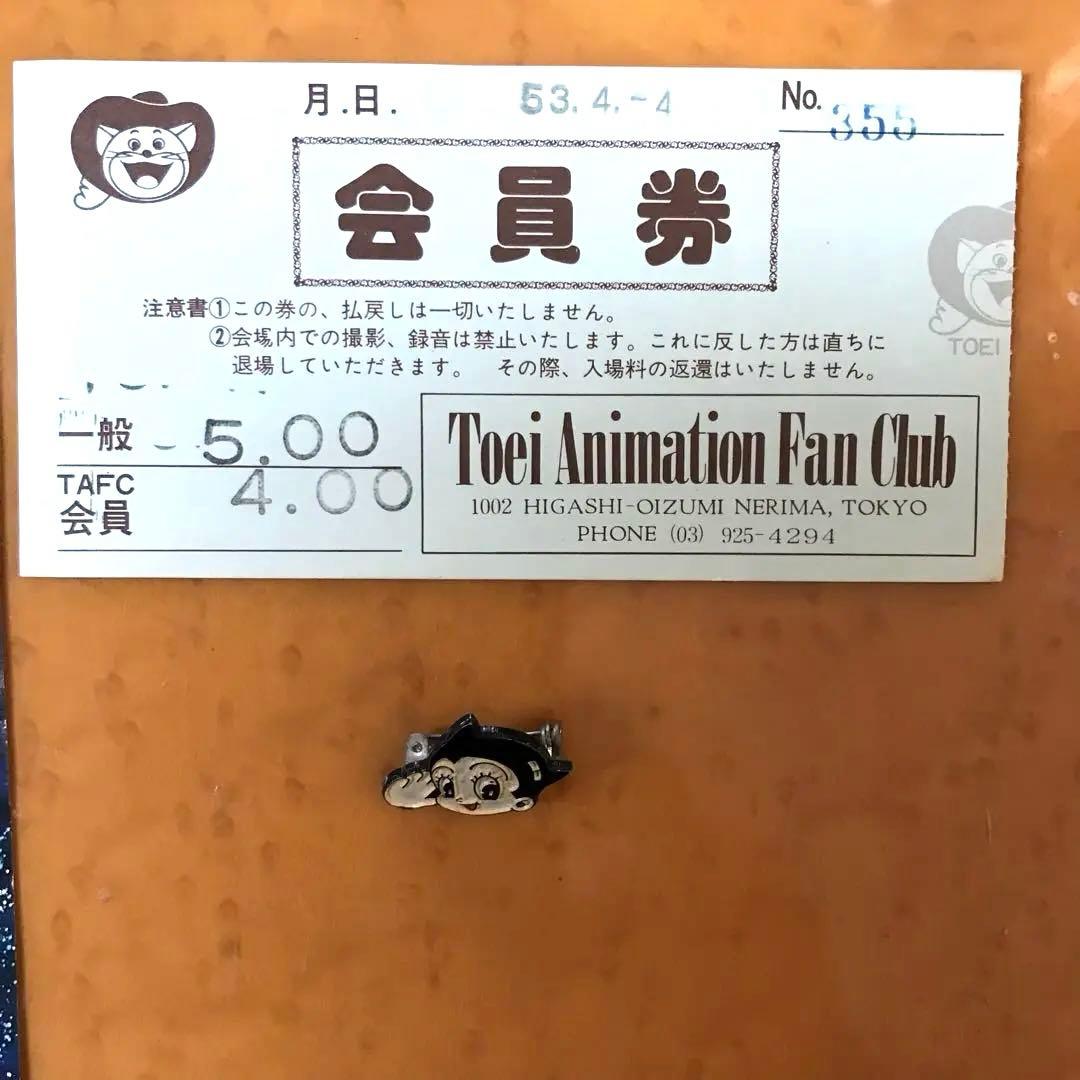 月.日. 53.4.-4 No. 355
会員券
注意書①この券の、払戻しは一切いたしません。
②会場内での撮影、録音は禁止いたします。これに反した方は直ちに
退場していただきます。 その際、入場料の返還はいたしません。
一般 5.00
TAFC
会員 4.00
Toei Animation Fan Club
1002 HIGASHI-OIZUMI NERIMA, TOKYO
PHONE (03) 925-4294
TOEI